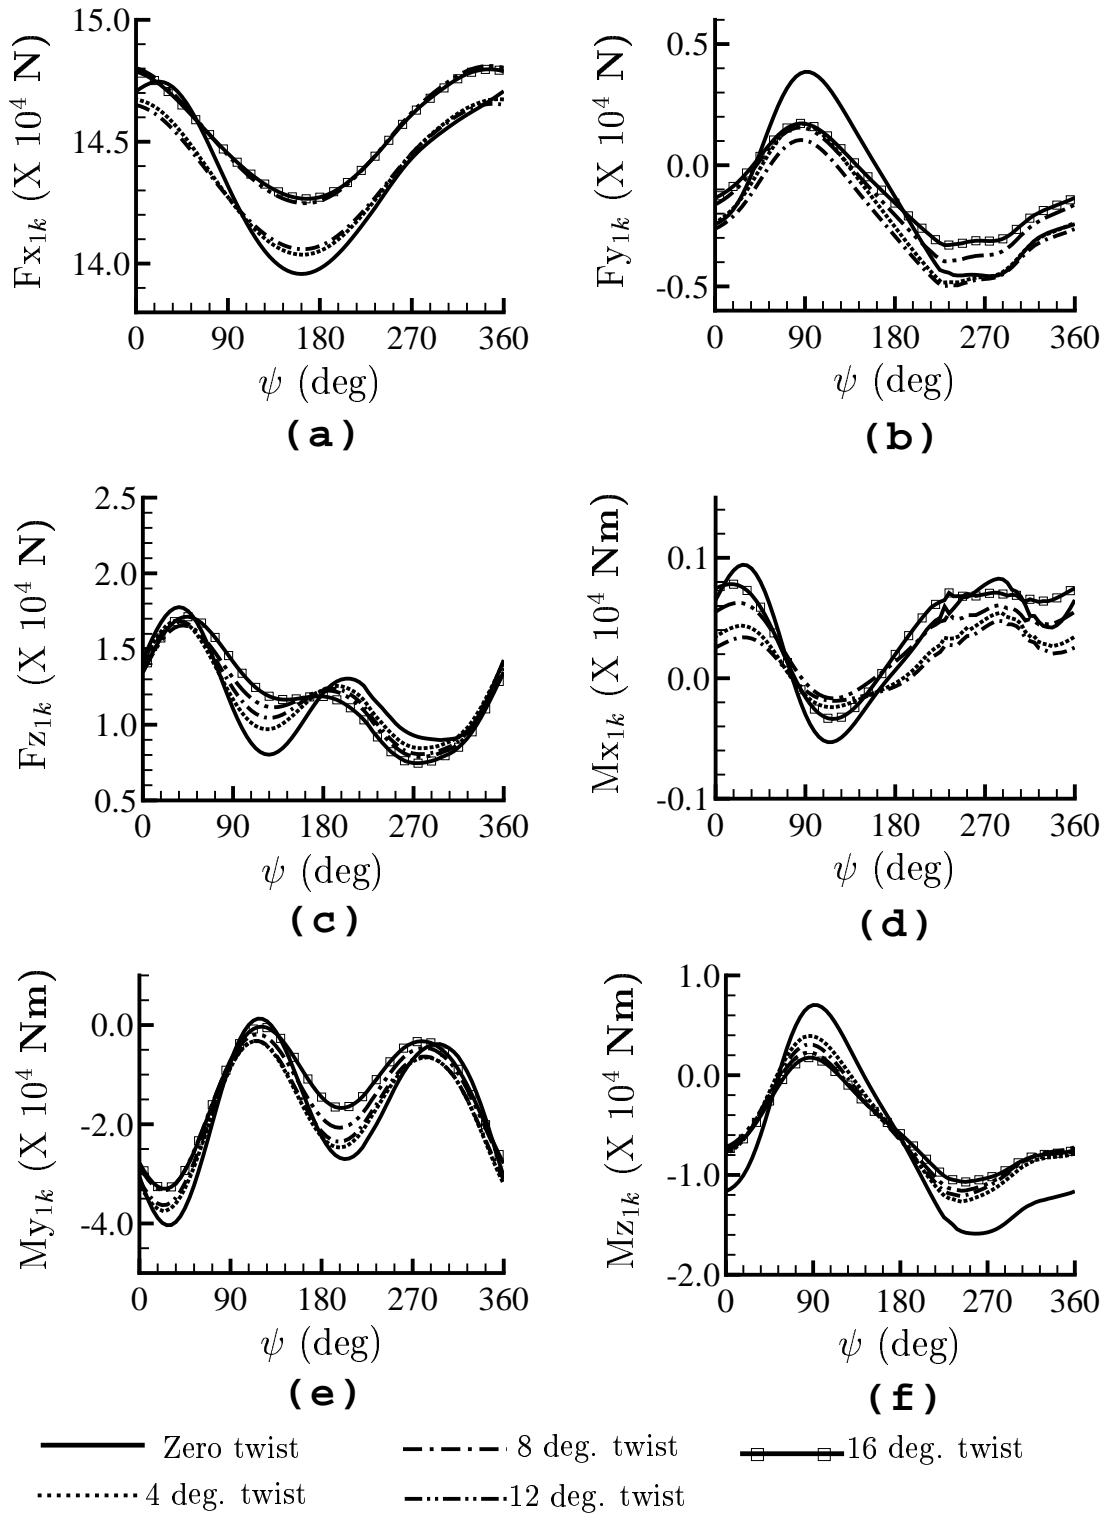 15.0
14.5
14.0
Fx1k (X 10^4 N)
0 90 180 270 360
ψ (deg)
(a)
0.5
0.0
-0.5
Fy1k (X 10^4 N)
0 90 180 270 360
ψ (deg)
(b)
2.5
2.0
1.5
1.0
0.5
Fz1k (X 10^4 N)
0 90 180 270 360
ψ (deg)
(c)
0.1
0.0
-0.1
Mx1k (X 10^4 Nm)
0 90 180 270 360
ψ (deg)
(d)
0.0
-2.0
-4.0
My1k (X 10^4 Nm)
0 90 180 270 360
ψ (deg)
(e)
1.0
0.0
-1.0
-2.0
Mz1k (X 10^4 Nm)
0 90 180 270 360
ψ (deg)
(f)
Zero twist
8 deg. twist
16 deg. twist
4 deg. twist
12 deg. twist